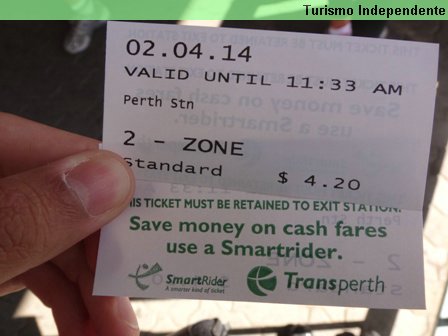 Turismo Independente
02.04.14
VALID UNTIL 11:33 AM
Perth Stn
2 - ZONE
Standard $ 4.20
THIS TICKET MUST BE RETAINED TO EXIT STATION.
Save money on cash fares
use a Smartrider.
SmartRider
A smarter kind of ticket
Transperth